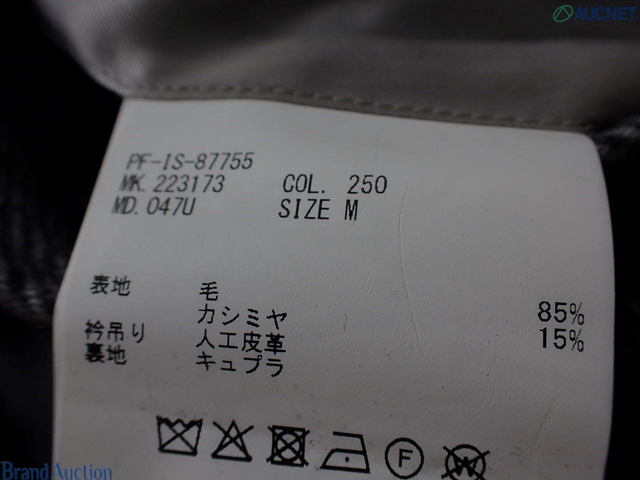 AUCNET
PF-IS-87755
MK. 223173 COL. 250
MD. 047U SIZE M
表地 毛 85%
カシミヤ 15%
衿吊り 人工皮革
裏地 キュプラ
F W
Brand Auction